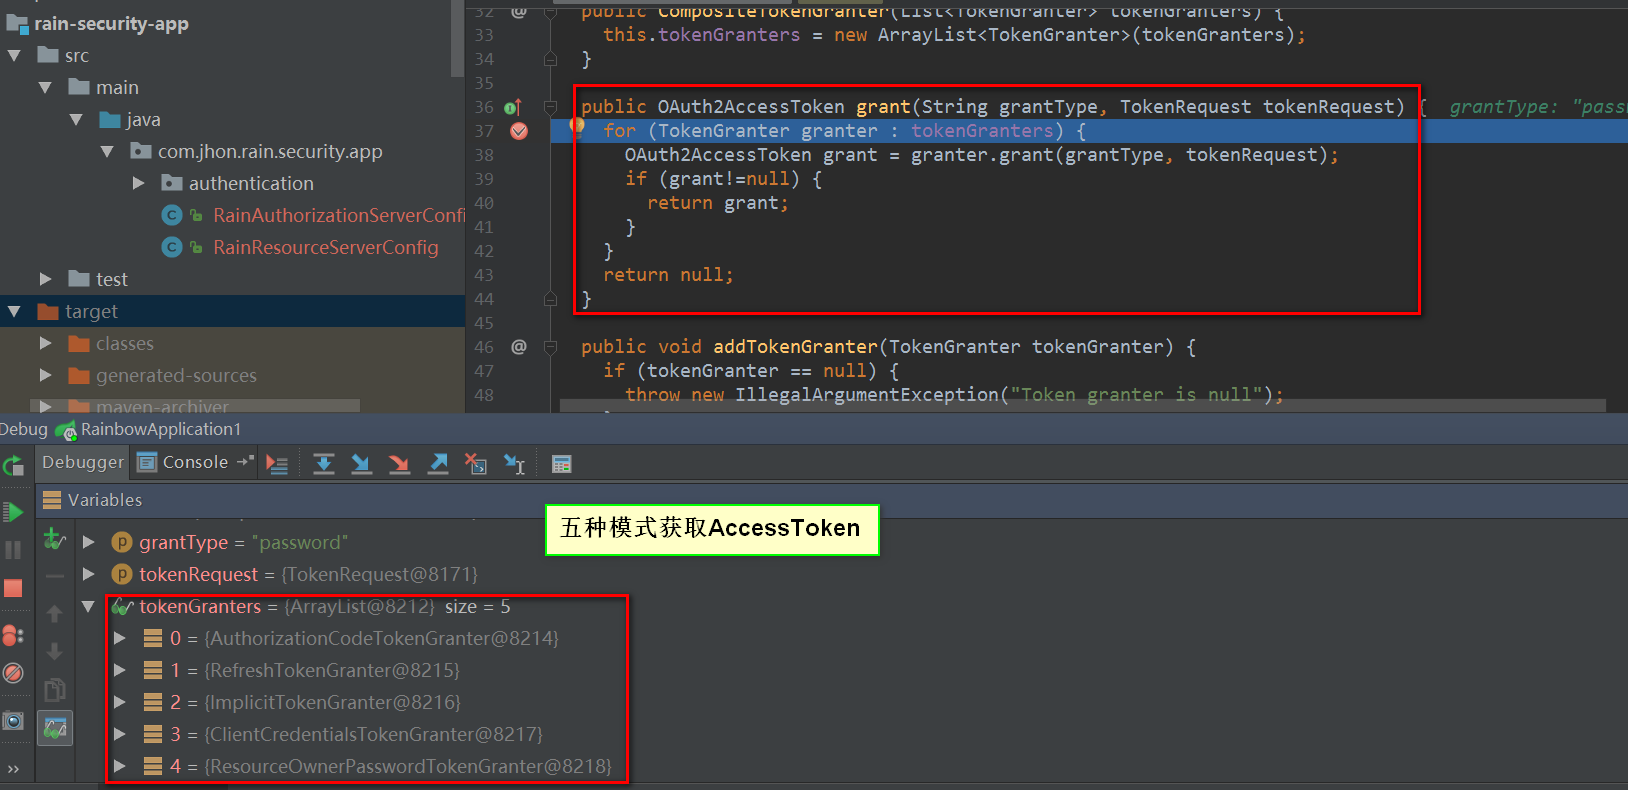 rain-security-app
src
main
java
com.jhon.rain.security.app
authentication
RainAuthorizationServerConfi
RainResourceServerConfig
test
target
classes
generated-sources
maven-archiver
32 @ public CompositeTokenGranter(List<TokenGranter> tokenGranters) {
33 this.tokenGranters = new ArrayList<TokenGranter>(tokenGranters);
34 }
35
36 public OAuth2AccessToken grant(String grantType, TokenRequest tokenRequest) { grantType: "passw
37 for (TokenGranter granter : tokenGranters) {
38 OAuth2AccessToken grant = granter.grant(grantType, tokenRequest);
39 if (grant!=null) {
40 return grant;
41 }
42 }
43 return null;
44 }
45
46 @ public void addTokenGranter(TokenGranter tokenGranter) {
47 if (tokenGranter == null) {
48 throw new IllegalArgumentException("Token granter is null");
Debug RainbowApplication1
Debugger Console
Variables
五种模式获取AccessToken
p grantType = "password"
p tokenRequest = {TokenRequest@8171}
tokenGranters = {ArrayList@8212} size = 5
0 = {AuthorizationCodeTokenGranter@8214}
1 = {RefreshTokenGranter@8215}
2 = {ImplicitTokenGranter@8216}
3 = {ClientCredentialsTokenGranter@8217}
4 = {ResourceOwnerPasswordTokenGranter@8218}